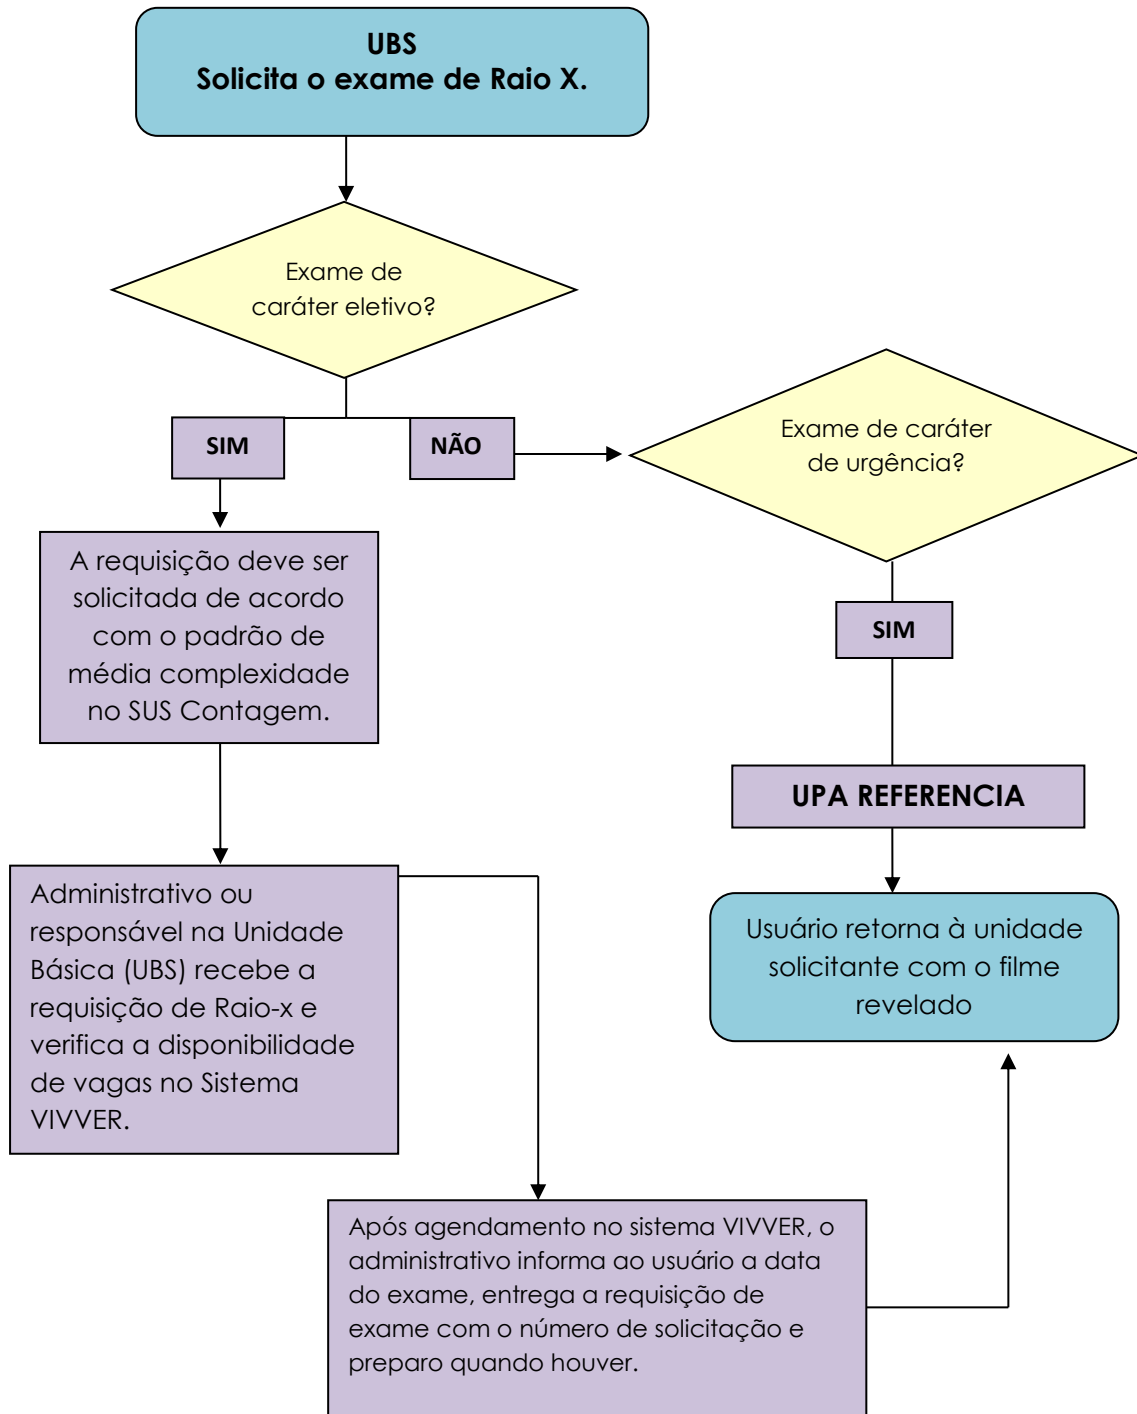 UBS
Solicita o exame de Raio X.
Exame de
caráter eletivo?
SIM
NÃO
Exame de caráter
de urgência?
A requisição deve ser
solicitada de acordo
com o padrão de
média complexidade
no SUS Contagem.
SIM
UPA REFERENCIA
Administrativo ou
responsável na Unidade
Básica (UBS) recebe a
requisição de Raio-x e
verifica a disponibilidade
de vagas no Sistema
VIVVER.
Usuário retorna à unidade
solicitante com o filme
revelado
Após agendamento no sistema VIVVER, o
administrativo informa ao usuário a data
do exame, entrega a requisição de
exame com o número de solicitação e
preparo quando houver.